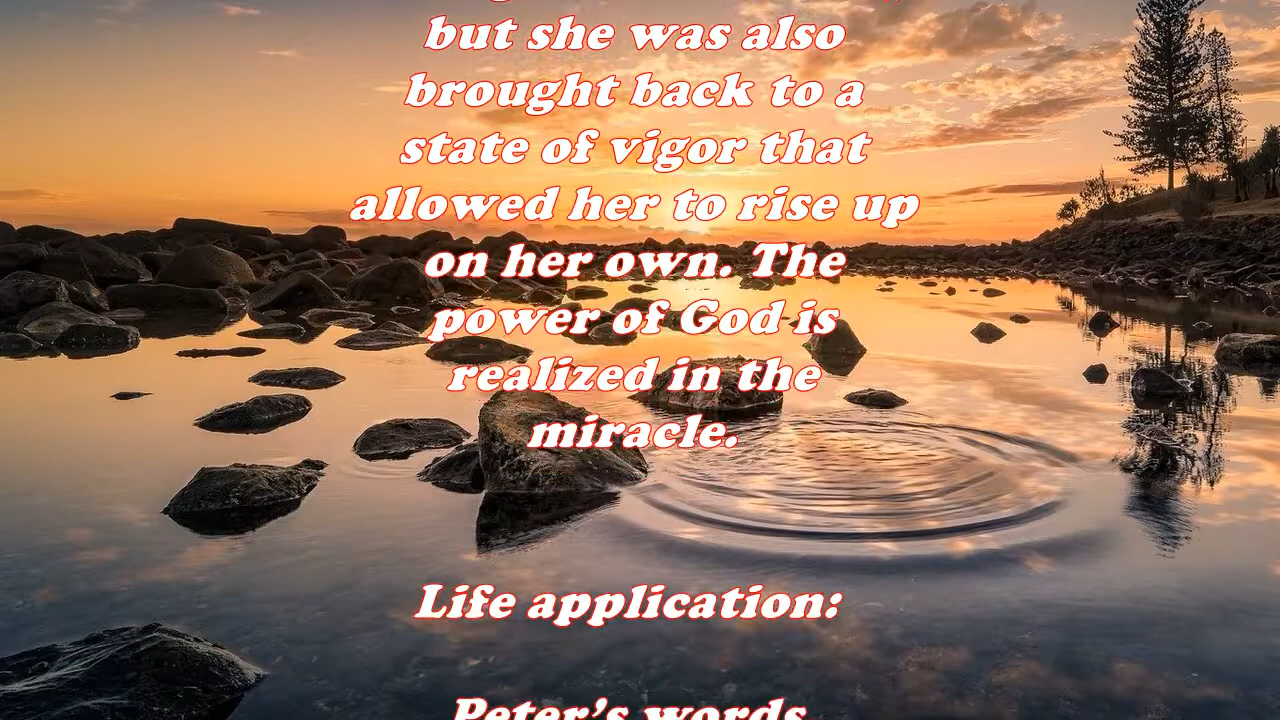 but she was also
brought back to a
state of vigor that
allowed her to rise up
on her own. The
power of God is
realized in the
miracle.
Life application:
Peter's words